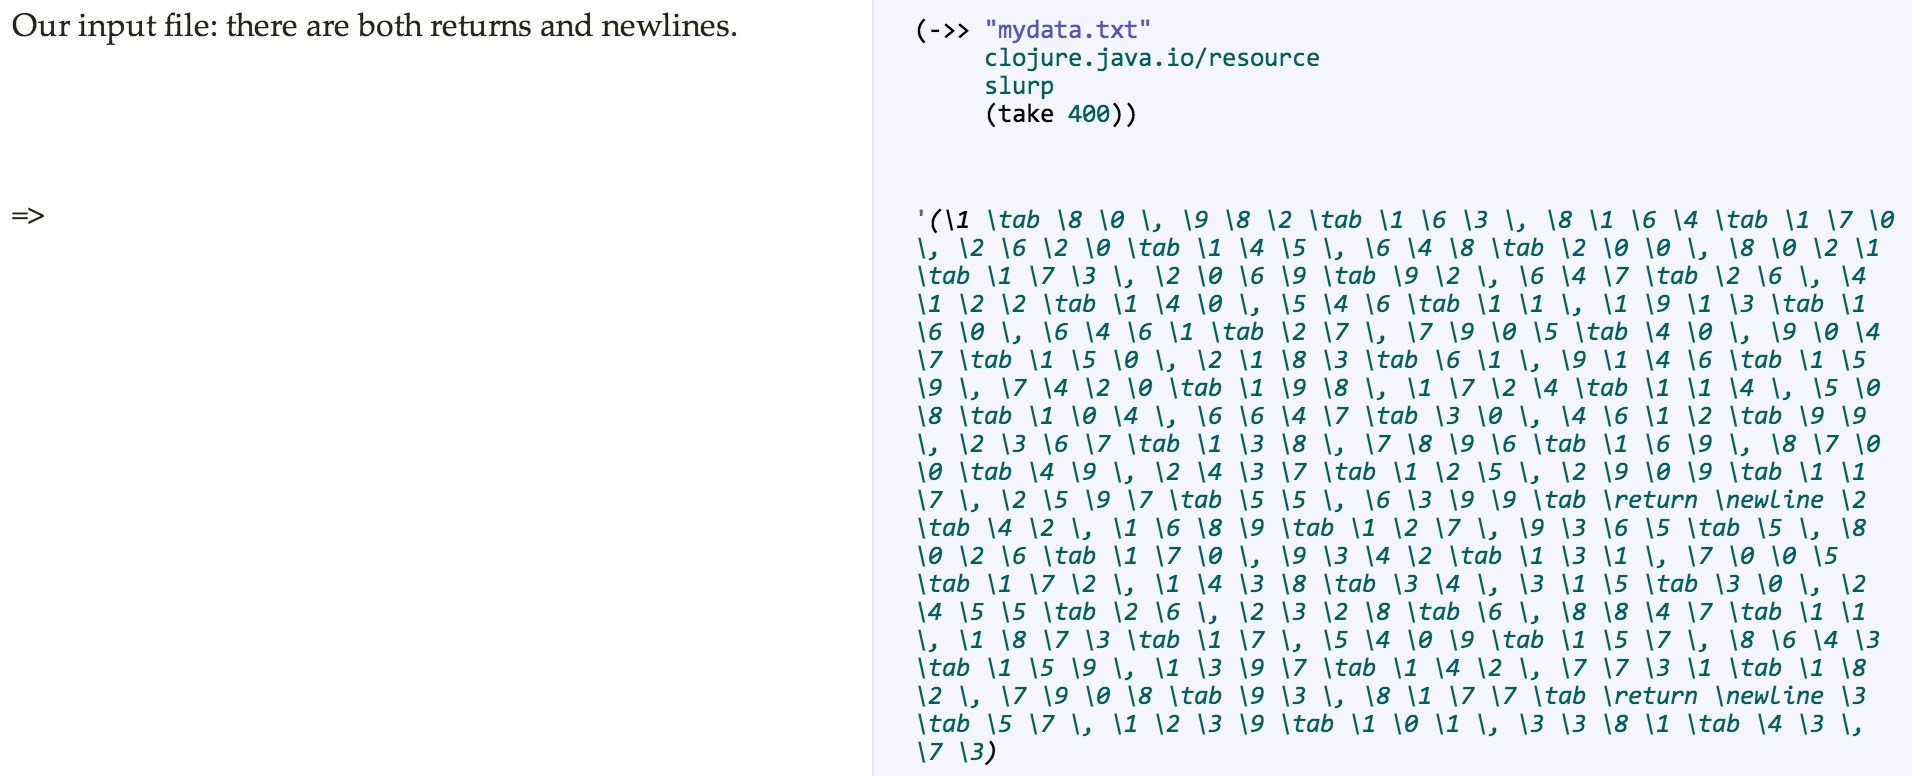 Our input file: there are both returns and newlines.
(->> "mydata.txt"
clojure.java.io/resource
slurp
(take 400))
=>
'(\1 \tab \8 \0 \, \9 \8 \2 \tab \1 \6 \3 \, \8 \1 \6 \4 \tab \1 \7 \0
\, \2 \6 \2 \0 \tab \1 \4 \5 \, \6 \4 \8 \tab \2 \0 \0 \, \8 \0 \2 \1
\tab \1 \7 \3 \, \2 \0 \6 \9 \tab \9 \2 \, \6 \4 \7 \tab \2 \6 \, \4
\1 \2 \2 \tab \1 \4 \0 \, \5 \4 \6 \tab \1 \1 \, \1 \9 \1 \3 \tab \1
\6 \0 \, \6 \4 \6 \1 \tab \2 \7 \, \7 \9 \0 \5 \tab \4 \0 \, \9 \0 \4
\7 \tab \1 \5 \0 \, \2 \1 \8 \3 \tab \6 \1 \, \9 \1 \4 \6 \tab \1 \5
\9 \, \7 \4 \2 \0 \tab \1 \9 \8 \, \1 \7 \2 \4 \tab \1 \1 \4 \, \5 \0
\8 \tab \1 \0 \4 \, \6 \6 \4 \7 \tab \3 \0 \, \4 \6 \1 \2 \tab \9 \9
\, \2 \3 \6 \7 \tab \1 \3 \8 \, \7 \8 \9 \6 \tab \1 \6 \9 \, \8 \7 \0
\0 \tab \4 \9 \, \2 \4 \3 \7 \tab \1 \2 \5 \, \2 \9 \0 \9 \tab \1 \1
\7 \, \2 \5 \9 \7 \tab \5 \5 \, \6 \3 \9 \9 \tab \return \newline \2
\tab \4 \2 \, \1 \6 \8 \9 \tab \1 \2 \7 \, \9 \3 \6 \5 \tab \5 \, \8
\0 \2 \6 \tab \1 \7 \0 \, \9 \3 \4 \2 \tab \1 \3 \1 \, \7 \0 \0 \5
\tab \1 \7 \2 \, \1 \4 \3 \8 \tab \3 \4 \, \3 \1 \5 \tab \3 \0 \, \2
\4 \5 \5 \tab \2 \6 \, \2 \3 \2 \8 \tab \6 \, \8 \8 \4 \7 \tab \1 \1
\, \1 \8 \7 \3 \tab \1 \7 \, \5 \4 \0 \9 \tab \1 \5 \7 \, \8 \6 \4 \3
\tab \1 \5 \9 \, \1 \3 \9 \7 \tab \1 \4 \2 \, \7 \7 \3 \1 \tab \1 \8
\2 \, \7 \9 \0 \8 \tab \9 \3 \, \8 \1 \7 \7 \tab \return \newline \3
\tab \5 \7 \, \1 \2 \3 \9 \tab \1 \0 \1 \, \3 \3 \8 \1 \tab \4 \3 \,
\7 \3)